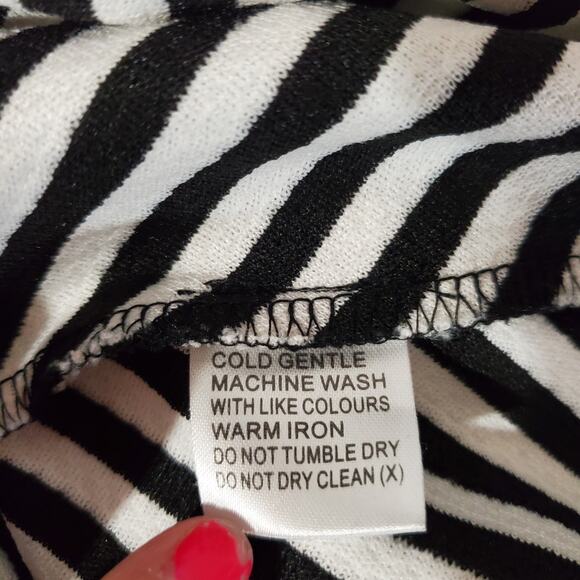 COLD GENTLE
MACHINE WASH
WITH LIKE COLOURS
WARM IRON
DO NOT TUMBLE DRY
DO NOT DRY CLEAN (X)